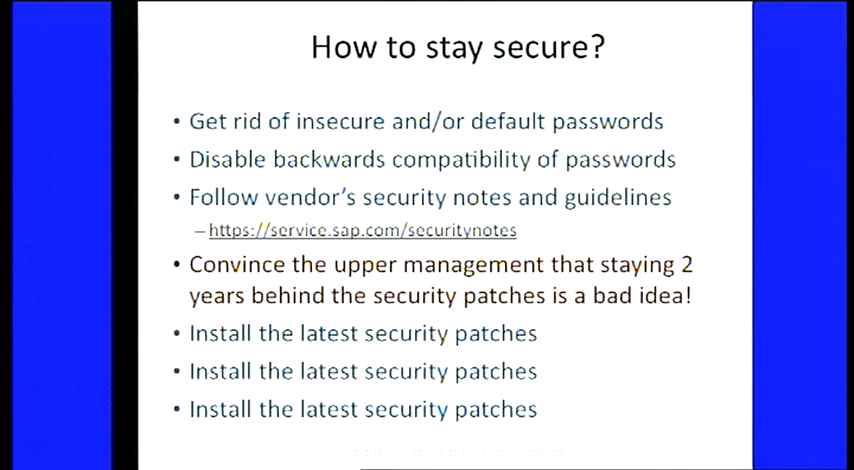 How to stay secure?
• Get rid of insecure and/or default passwords
• Disable backwards compatibility of passwords
• Follow vendor's security notes and guidelines
– https://service.sap.com/securitynotes
• Convince the upper management that staying 2
years behind the security patches is a bad idea!
• Install the latest security patches
• Install the latest security patches
• Install the latest security patches